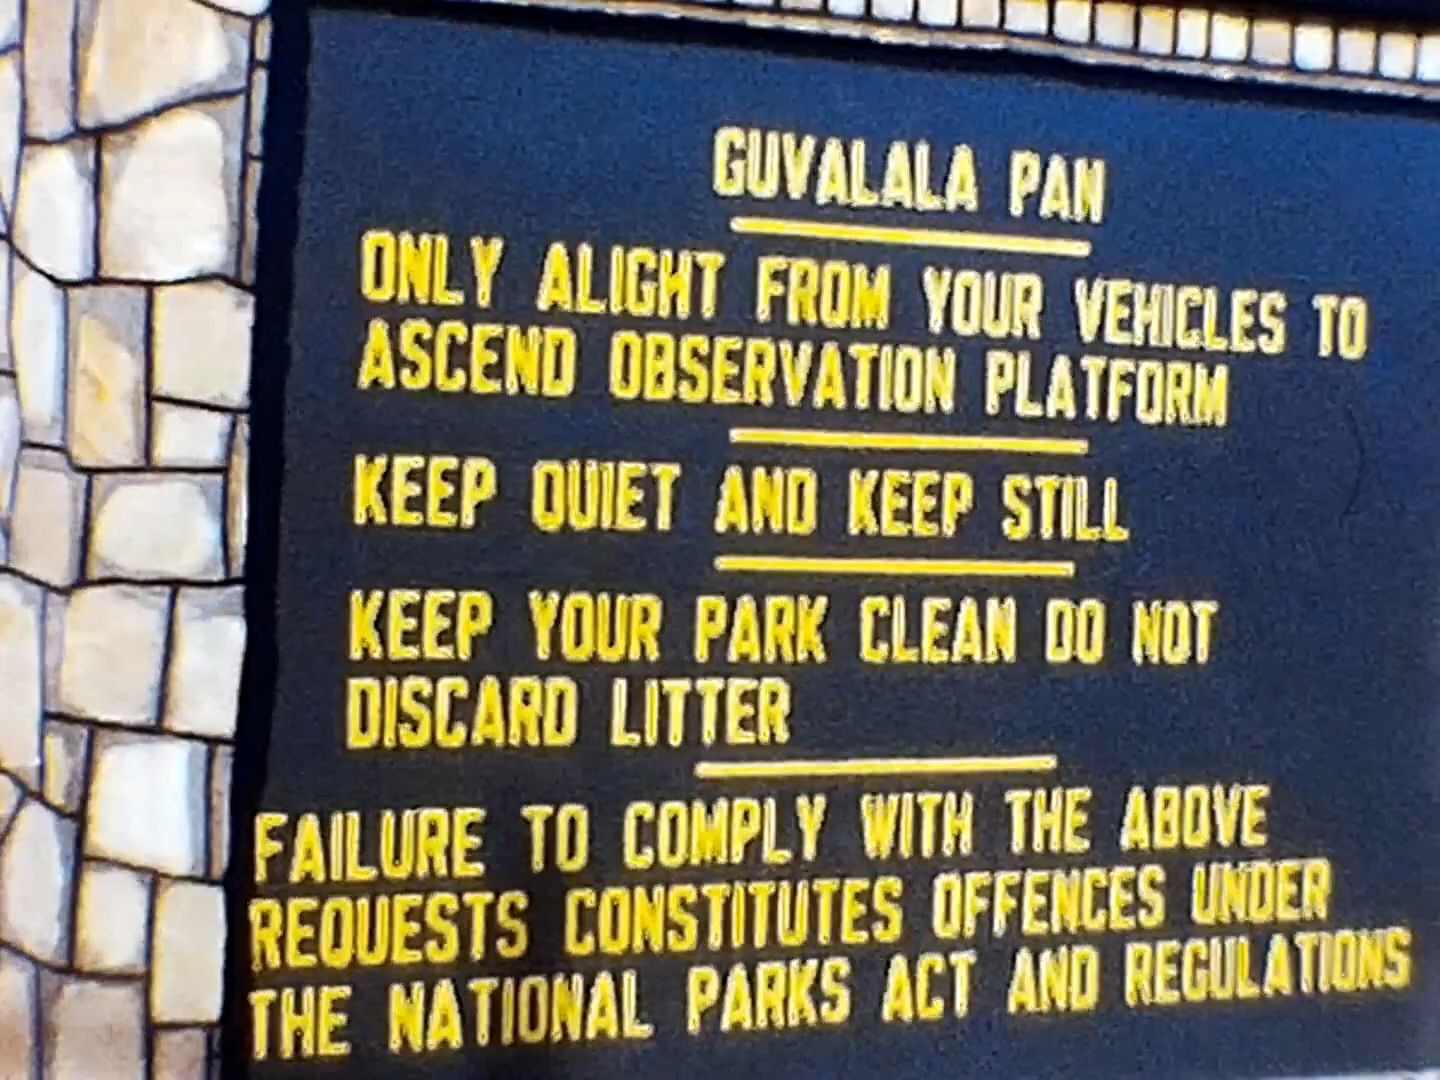 GUVALALA PAN
ONLY ALIGHT FROM YOUR VEHICLES TO
ASCEND OBSERVATION PLATFORM
KEEP QUIET AND KEEP STILL
KEEP YOUR PARK CLEAN DO NOT
DISCARD LITTER
FAILURE TO COMPLY WITH THE ABOVE
REQUESTS CONSTITUTES OFFENCES UNDER
THE NATIONAL PARKS ACT AND REGULATIONS